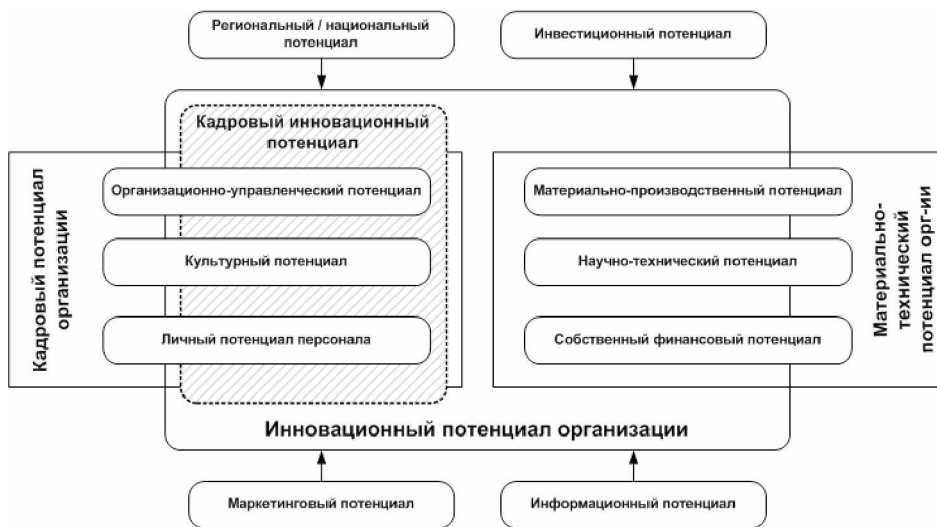 Региональный / национальный
потенциал
Инвестиционный потенциал
Кадровый инновационный
потенциал
Кадровый потенциал
организации
Организационно-управленческий потенциал
Культурный потенциал
Личный потенциал персонала
Материально-производственный потенциал
Научно-технический потенциал
Собственный финансовый потенциал
Материально-
технический
потенциал орг-ии
Инновационный потенциал организации
Маркетинговый потенциал
Информационный потенциал